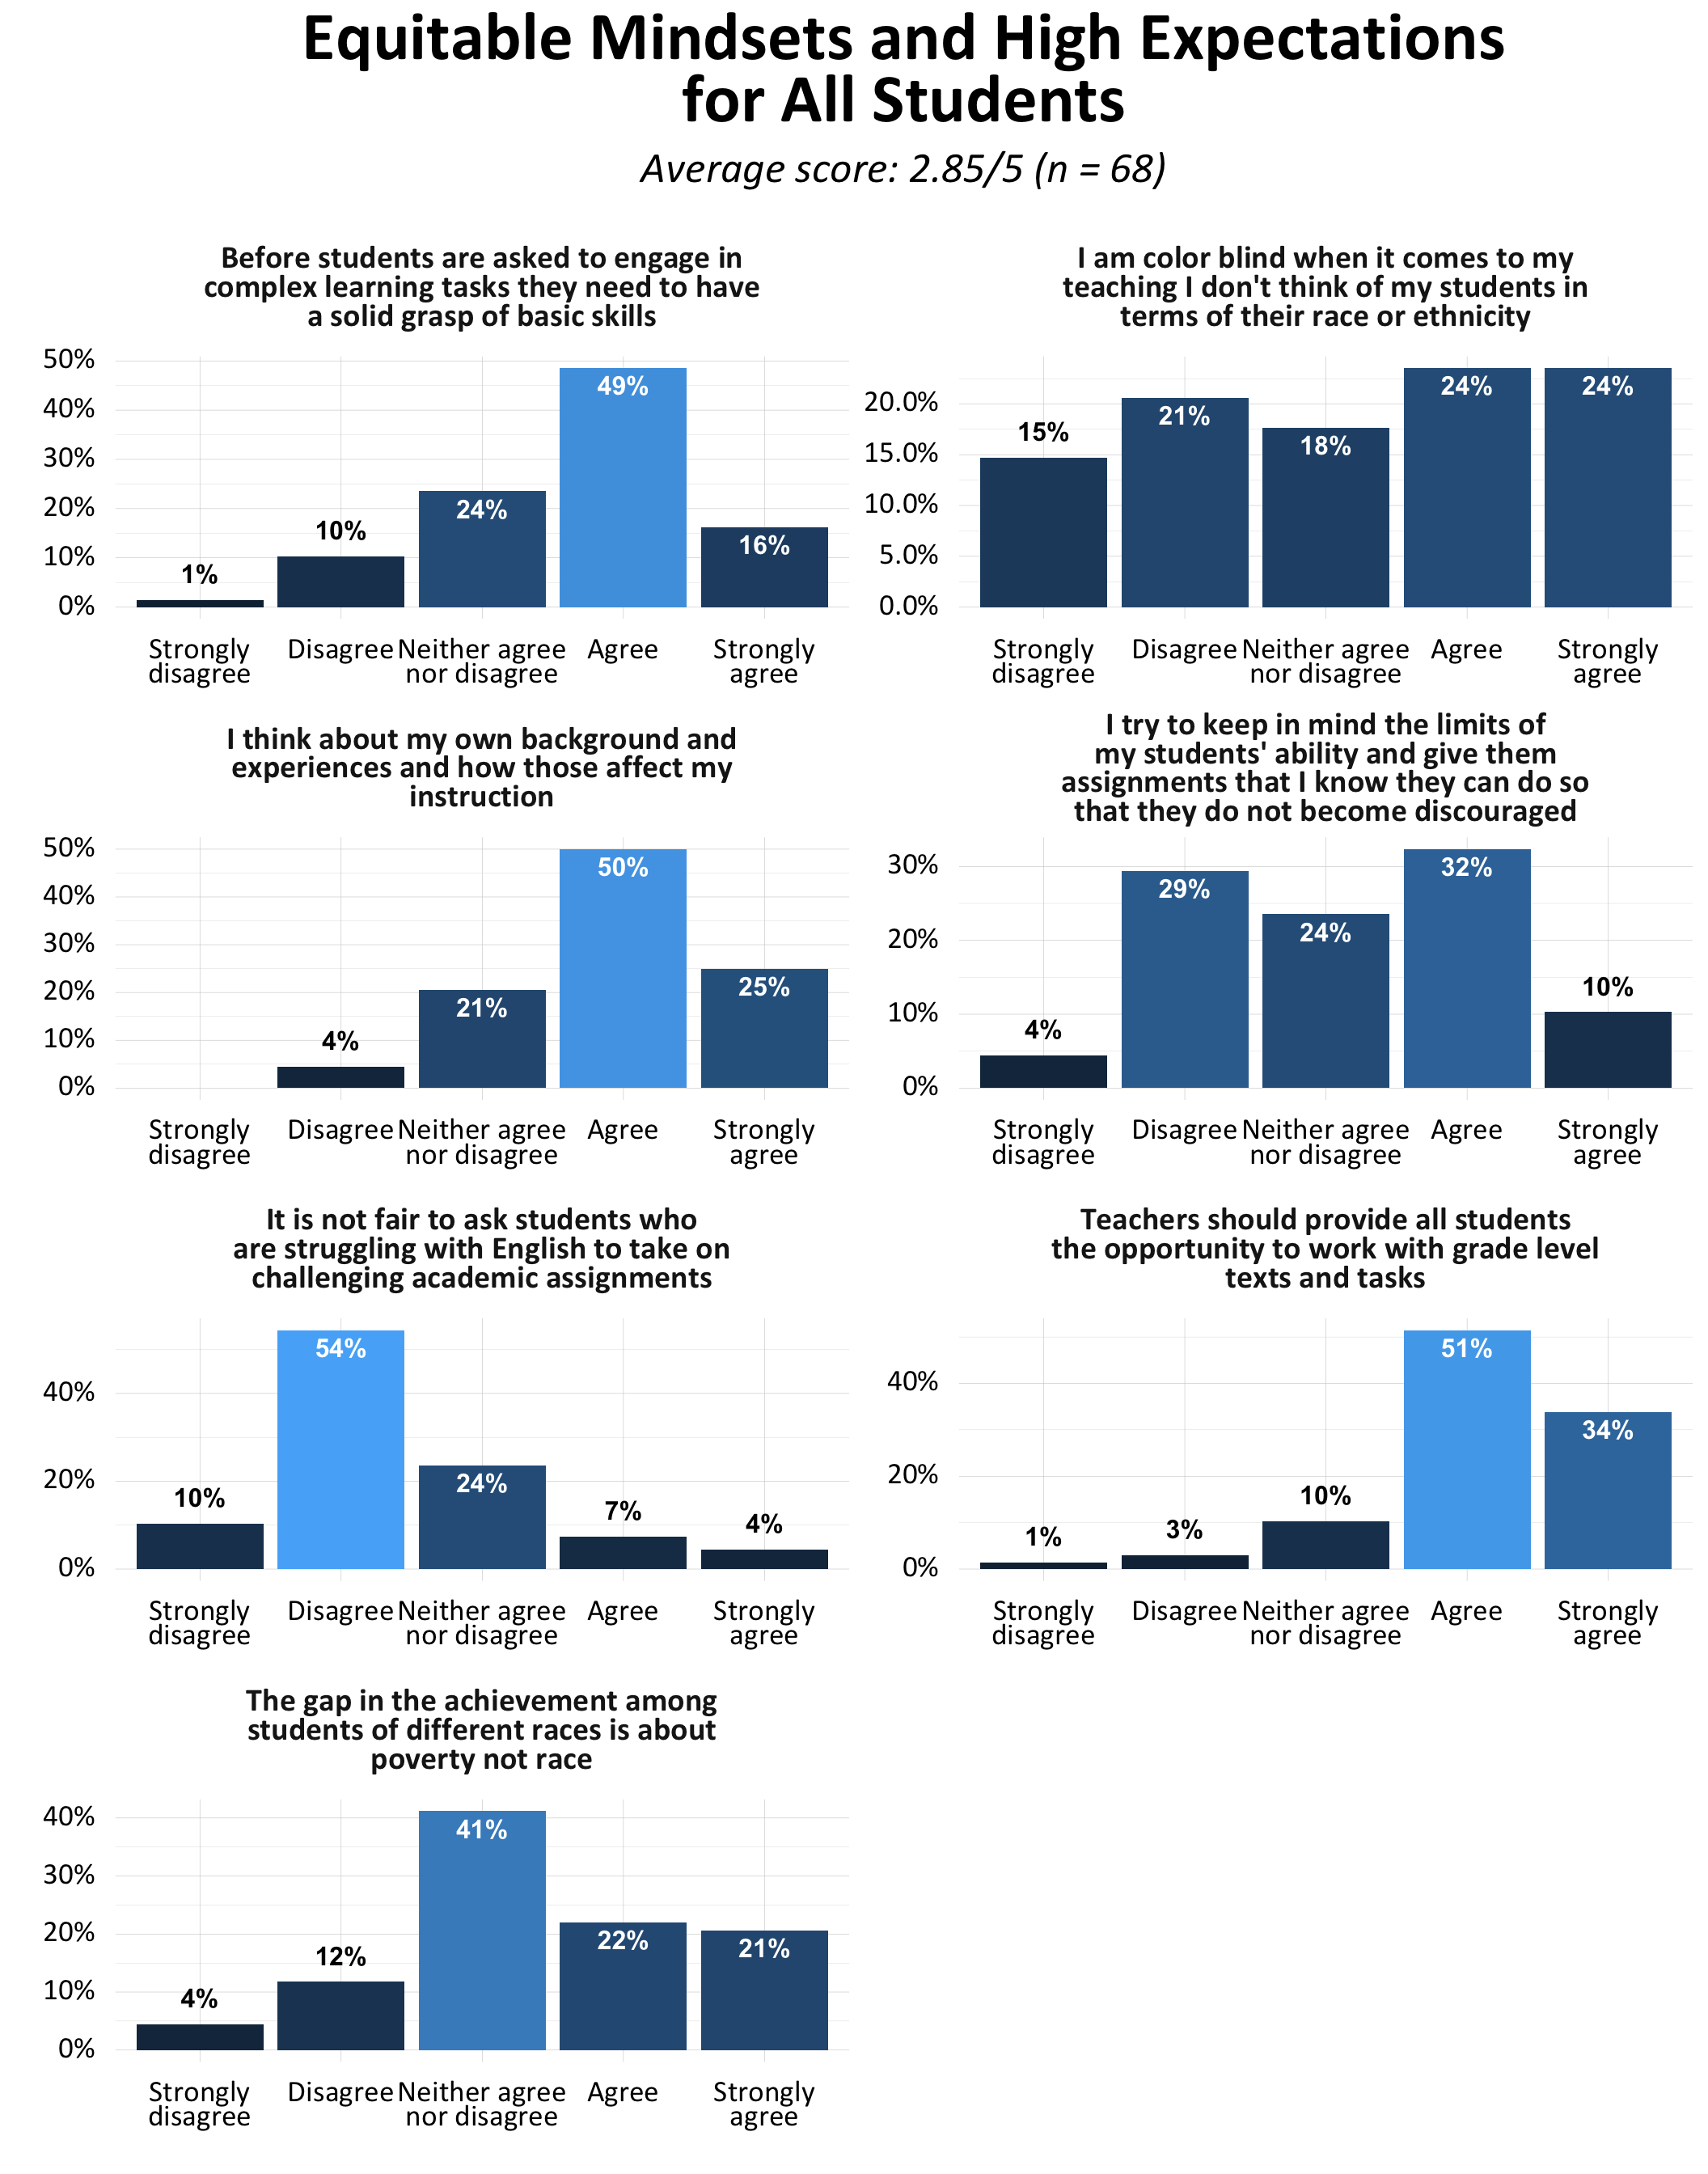 Equitable Mindsets and High Expectations
for All Students
Average score: 2.85/5 (n = 68)
Before students are asked to engage in
complex learning tasks they need to have
a solid grasp of basic skills
50%
40%
30%
20%
10%
0%
1%
10%
24%
49%
16%
Strongly
disagree
Disagree
Neither agree
nor disagree
Agree
Strongly
agree
I am color blind when it comes to my
teaching I don't think of my students in
terms of their race or ethnicity
20.0%
15.0%
10.0%
5.0%
0.0%
15%
21%
18%
24%
24%
Strongly
disagree
Disagree
Neither agree
nor disagree
Agree
Strongly
agree
I think about my own background and
experiences and how those affect my
instruction
50%
40%
30%
20%
10%
0%
4%
21%
50%
25%
Strongly
disagree
Disagree
Neither agree
nor disagree
Agree
Strongly
agree
I try to keep in mind the limits of
my students' ability and give them
assignments that I know they can do so
that they do not become discouraged
30%
20%
10%
0%
4%
29%
24%
32%
10%
Strongly
disagree
Disagree
Neither agree
nor disagree
Agree
Strongly
agree
It is not fair to ask students who
are struggling with English to take on
challenging academic assignments
40%
20%
0%
10%
54%
24%
7%
4%
Strongly
disagree
Disagree
Neither agree
nor disagree
Agree
Strongly
agree
Teachers should provide all students
the opportunity to work with grade level
texts and tasks
40%
20%
0%
1%
3%
10%
51%
34%
Strongly
disagree
Disagree
Neither agree
nor disagree
Agree
Strongly
agree
The gap in the achievement among
students of different races is about
poverty not race
40%
30%
20%
10%
0%
4%
12%
41%
22%
21%
Strongly
disagree
Disagree
Neither agree
nor disagree
Agree
Strongly
agree